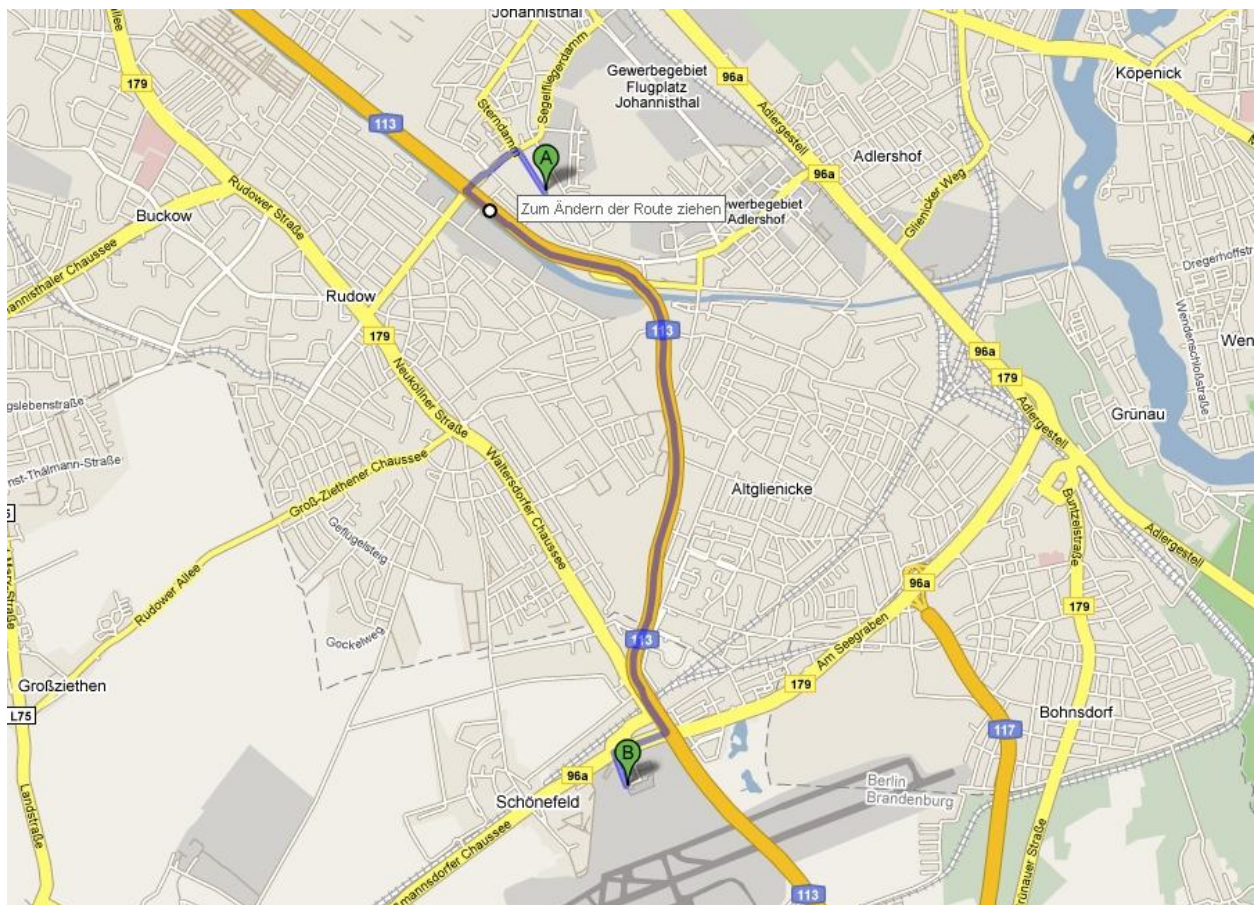 Johannisthal
Allee
179
113
Sterndamm
Segelfliegerdamm
Gewerbegebiet
Flugplatz
Johannisthal
96a
Adlergestell
Köpenick
Adlershof
96a
Glienicker Weg
A
Zum Ändern der Route ziehen
Adlershof
Rudower Straße
Buckow
Rudow
179
113
Neuköllner Straße
96a
179
Adlergestell
Grünau
Wendenschloßstraße
Groß-Ziethener Chaussee
Waltersdorfer Chaussee
Geflügelsteig
Altglienicke
Buntzelstraße
Adlergestell
Rudower Allee
Gockelweg
96a
179
113
Am Seegraben
179
Großziethen
L75
Bohnsdorf
117
B
96a
Schönefeld
Berlin
Brandenburg
Landstraße
113